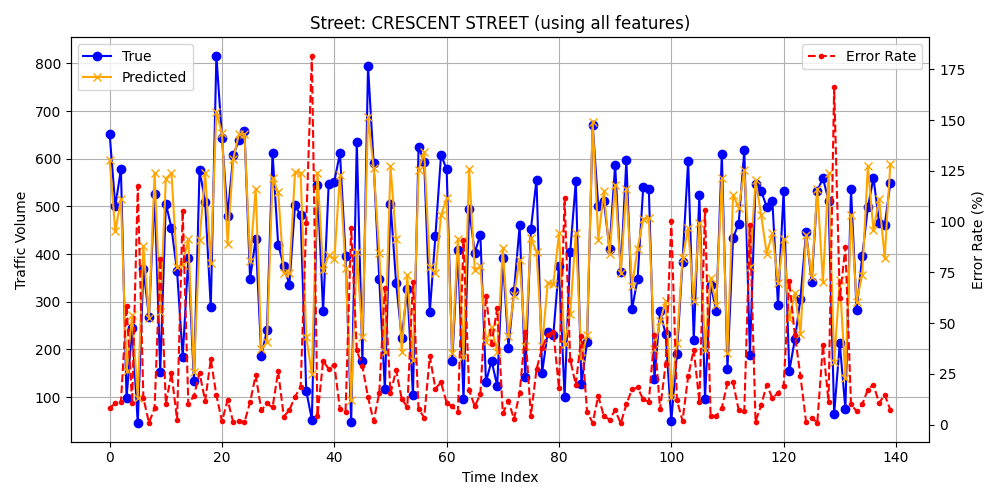 Street: CRESCENT STREET (using all features)
True
Predicted
Error Rate
Traffic Volume
800
700
600
500
400
300
200
100
175
150
125
100
75
50
25
0
Error Rate (%)
0 20 40 60 80 100 120 140
Time Index